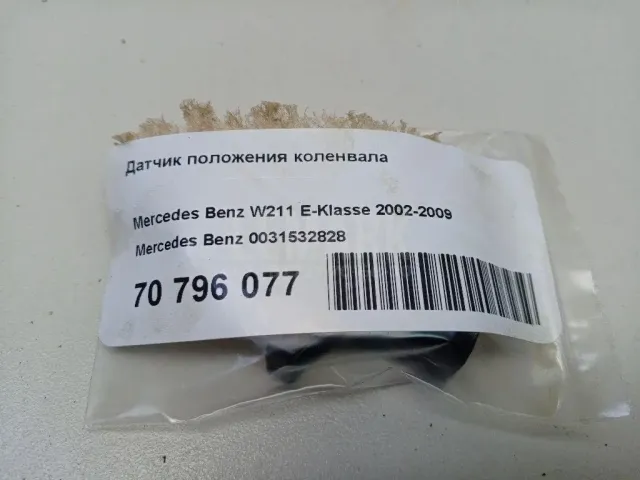 Датчик положения коленвала
Mercedes Benz W211 E-Klasse 2002-2009
Mercedes Benz 0031532828
70 796 077